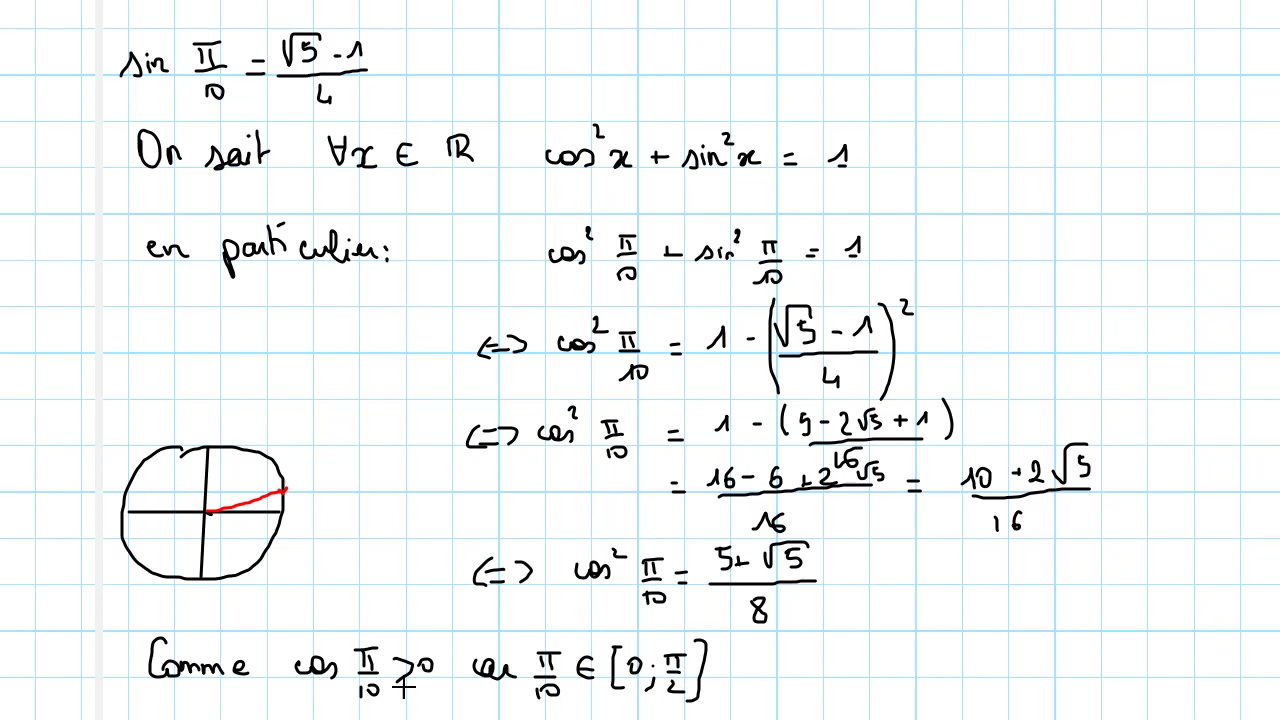 sin π/10 = (√5 - 1)/4
On sait ∀x ∈ ℝ cos²x + sin²x = 1
en particulier: cos² π/10 + sin² π/10 = 1
⟺ cos² π/10 = 1 - ((√5 - 1)/4)²
⟺ cos² π/10 = 1 - (5 - 2√5 + 1)/16
= (16 - 6 + 2√5)/16 = (10 + 2√5)/16
⟺ cos² π/10 = (5 + √5)/8
Comme cos π/10 > 0 car π/10 ∈ [0; π/2]